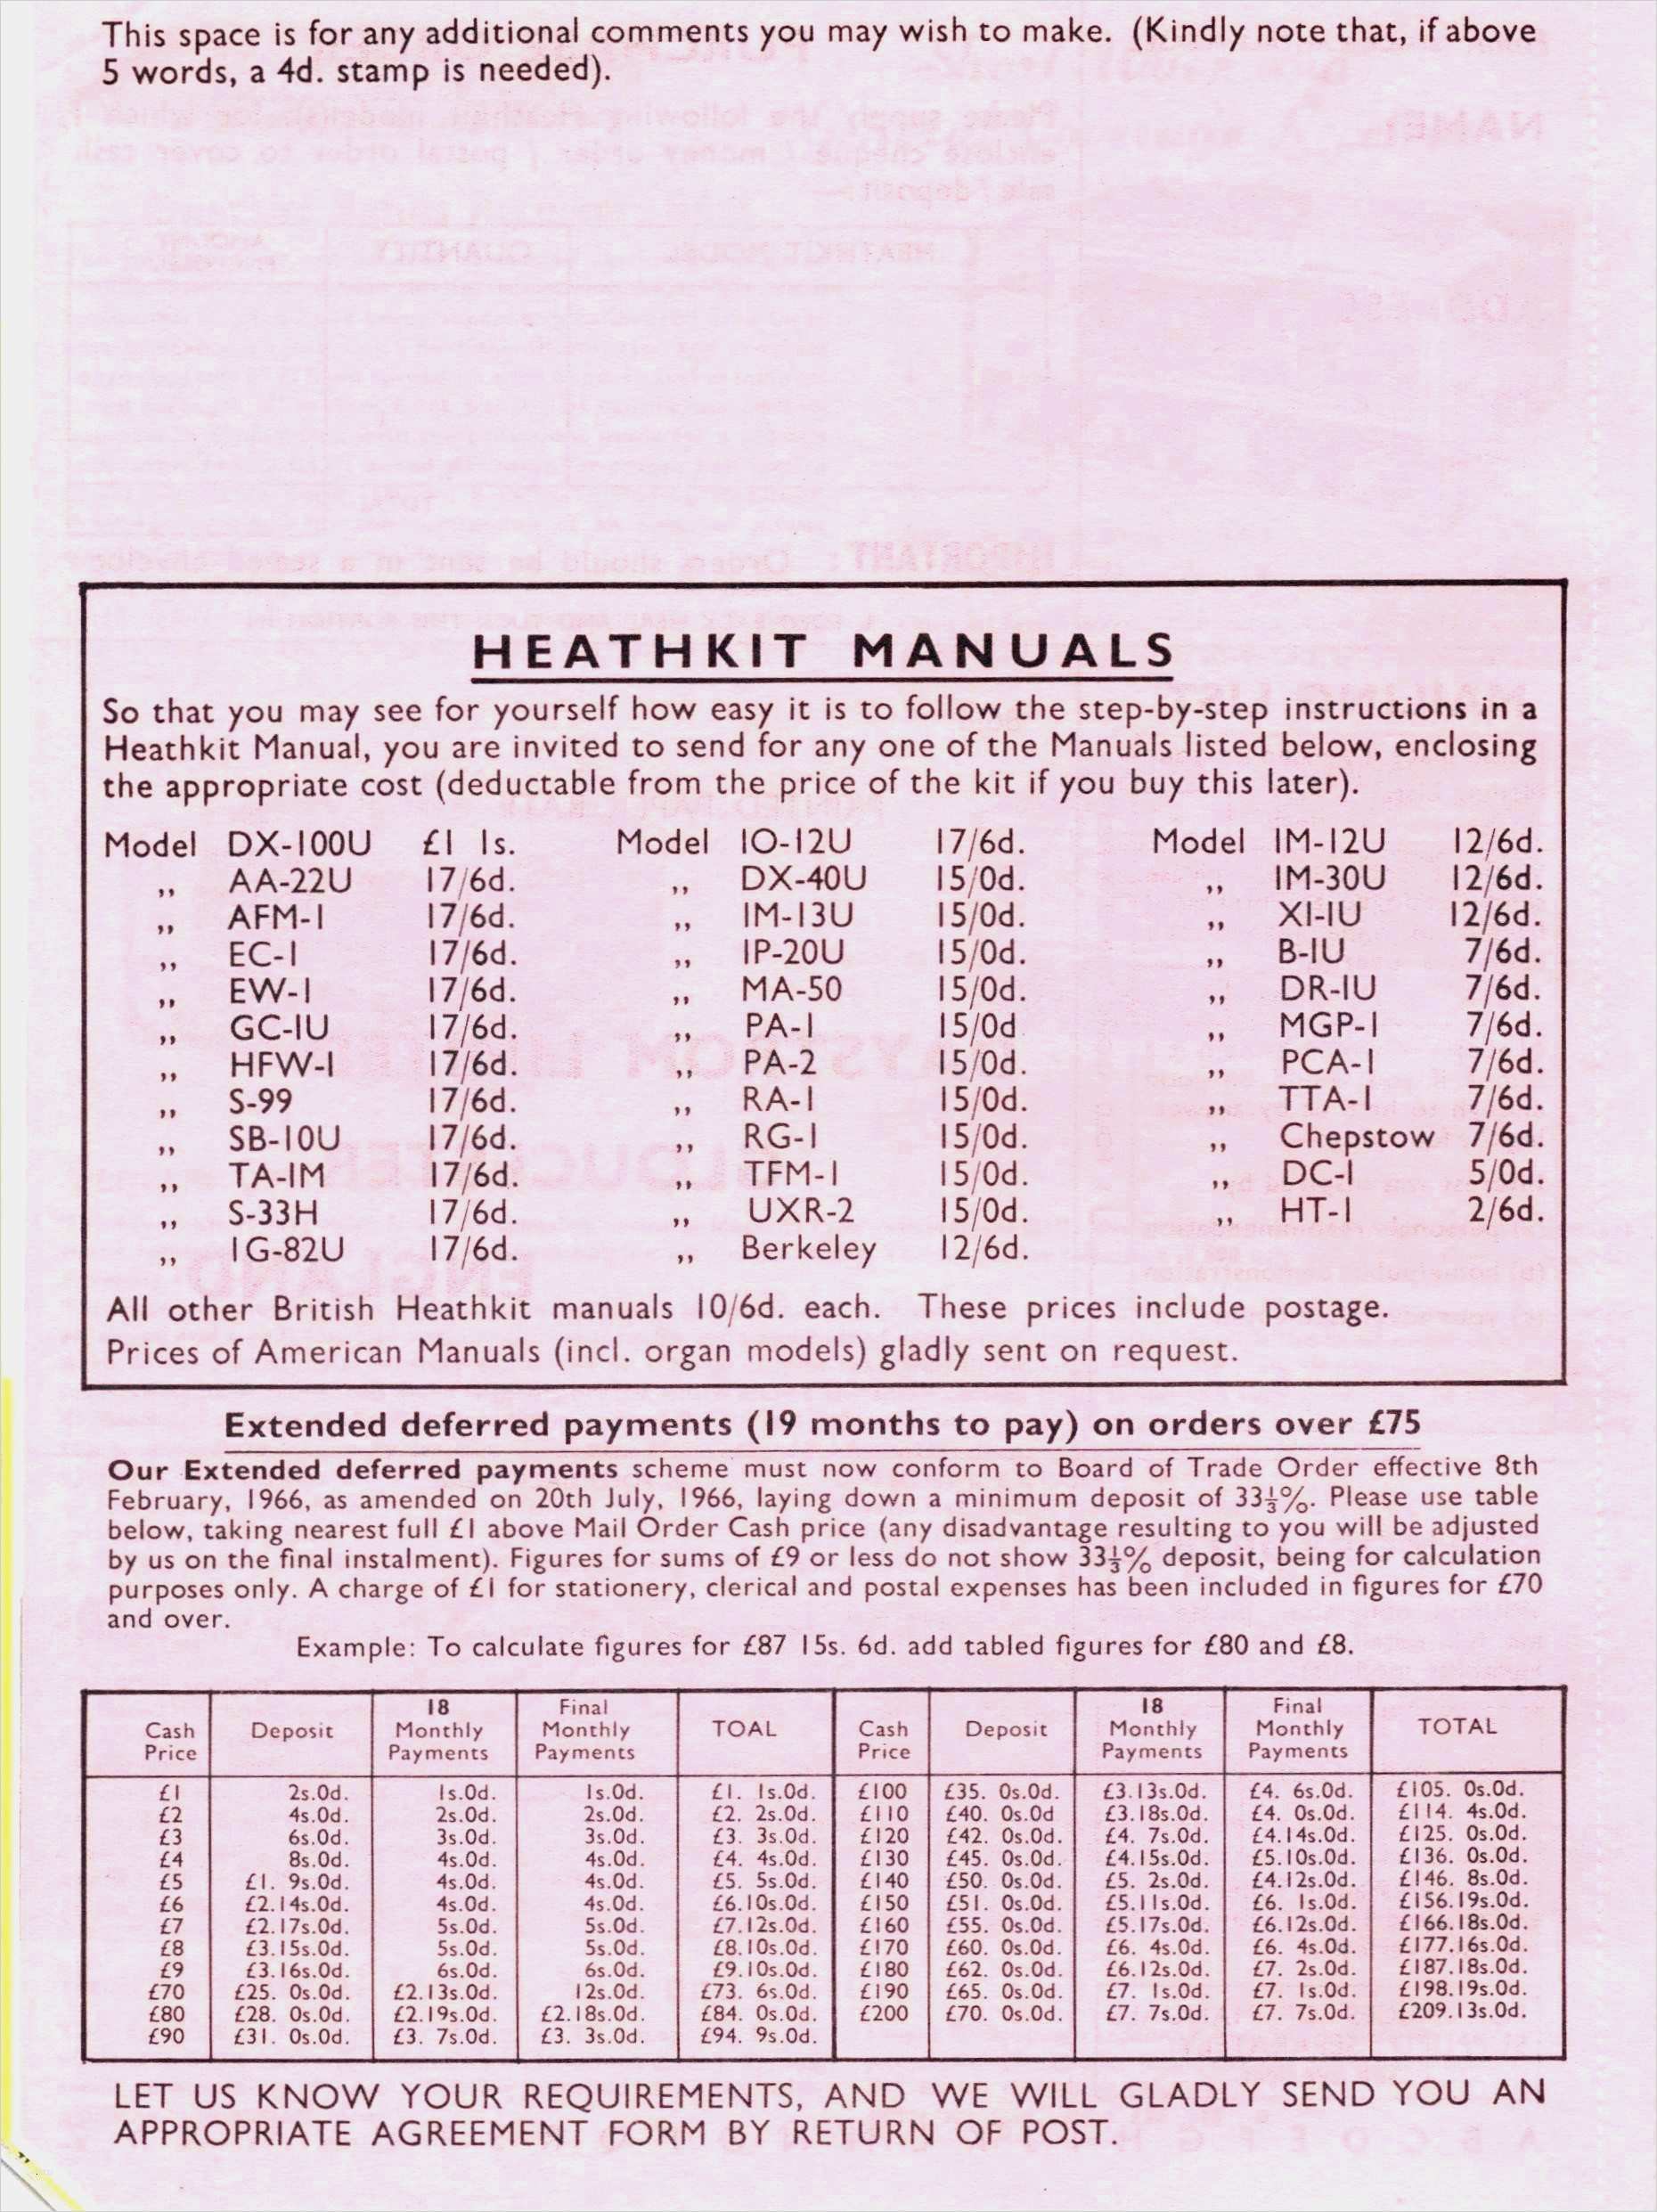 This space is for any additional comments you may wish to make. (Kindly note that, if above
5 words, a 4d. stamp is needed).
HEATHKIT MANUALS
So that you may see for yourself how easy it is to follow the step-by-step instructions in a
Heathkit Manual, you are invited to send for any one of the Manuals listed below, enclosing
the appropriate cost (deductable from the price of the kit if you buy this later).
Model DX-100U £1 1s. Model IO-12U 17/6d. Model IM-12U 12/6d.
,, AA-22U 17/6d. ,, DX-40U 15/0d. ,, IM-30U 12/6d.
,, AFM-1 17/6d. ,, IM-13U 15/0d. ,, XI-IU 12/6d.
,, EC-1 17/6d. ,, IP-20U 15/0d. ,, B-IU 7/6d.
,, EW-1 17/6d. ,, MA-50 15/0d. ,, DR-IU 7/6d.
,, GC-IU 17/6d. ,, PA-1 15/0d ,, MGP-1 7/6d.
,, HFW-1 17/6d. ,, PA-2 15/0d. ,, PCA-1 7/6d.
,, S-99 17/6d. ,, RA-1 15/0d. ,, TTA-1 7/6d.
,, SB-10U 17/6d. ,, RG-1 15/0d. ,, Chepstow 7/6d.
,, TA-IM 17/6d. ,, TFM-1 15/0d. ,, DC-1 5/0d.
,, S-33H 17/6d. ,, UXR-2 15/0d. ,, HT-1 2/6d.
,, IG-82U 17/6d. ,, Berkeley 12/6d.
All other British Heathkit manuals 10/6d. each. These prices include postage.
Prices of American Manuals (incl. organ models) gladly sent on request.
Extended deferred payments (19 months to pay) on orders over £75
Our Extended deferred payments scheme must now conform to Board of Trade Order effective 8th
February, 1966, as amended on 20th July, 1966, laying down a minimum deposit of 33⅓%. Please use table
below, taking nearest full £1 above Mail Order Cash price (any disadvantage resulting to you will be adjusted
by us on the final instalment). Figures for sums of £9 or less do not show 33⅓% deposit, being for calculation
purposes only. A charge of £1 for stationery, clerical and postal expenses has been included in figures for £70
and over.
Example: To calculate figures for £87 15s. 6d. add tabled figures for £80 and £8.
Cash Price Deposit 18 Monthly Payments Final Monthly Payments TOAL Cash Price Deposit 18 Monthly Payments Final Monthly Payments TOTAL
£1 2s.0d. 1s.0d. 1s.0d. £1. 1s.0d. £100 £35. 0s.0d. £3.13s.0d. £4. 6s.0d. £105. 0s.0d.
£2 4s.0d. 2s.0d. 2s.0d. £2. 2s.0d. £110 £40. 0s.0d £3.18s.0d. £4. 0s.0d. £114. 4s.0d.
£3 6s.0d. 3s.0d. 3s.0d. £3. 3s.0d. £120 £42. 0s.0d. £4. 7s.0d. £4.14s.0d. £125. 0s.0d.
£4 8s.0d. 4s.0d. 4s.0d. £4. 4s.0d. £130 £45. 0s.0d. £4.15s.0d. £5.10s.0d. £136. 0s.0d.
£5 £1. 9s.0d. 4s.0d. 4s.0d. £5. 5s.0d. £140 £50. 0s.0d. £5. 2s.0d. £4.12s.0d. £146. 8s.0d.
£6 £2.14s.0d. 4s.0d. 4s.0d. £6.10s.0d. £150 £51. 0s.0d. £5.11s.0d. £6. 1s.0d. £156.19s.0d.
£7 £2.17s.0d. 5s.0d. 5s.0d. £7.12s.0d. £160 £55. 0s.0d. £5.17s.0d. £6.12s.0d. £166.18s.0d.
£8 £3.15s.0d. 5s.0d. 5s.0d. £8.10s.0d. £170 £60. 0s.0d. £6. 4s.0d. £6. 4s.0d. £177.16s.0d.
£9 £3.16s.0d. 6s.0d. 6s.0d. £9.10s.0d. £180 £62. 0s.0d. £6.12s.0d. £7. 2s.0d. £187.18s.0d.
£70 £25. 0s.0d. £2.13s.0d. 12s.0d. £73. 6s.0d. £190 £65. 0s.0d. £7. 1s.0d. £7. 1s.0d. £198.19s.0d.
£80 £28. 0s.0d. £2.19s.0d. £2.18s.0d. £84. 0s.0d. £200 £70. 0s.0d. £7. 7s.0d. £7. 7s.0d. £209.13s.0d.
£90 £31. 0s.0d. £3. 7s.0d. £3. 3s.0d. £94. 9s.0d.
LET US KNOW YOUR REQUIREMENTS, AND WE WILL GLADLY SEND YOU AN
APPROPRIATE AGREEMENT FORM BY RETURN OF POST.